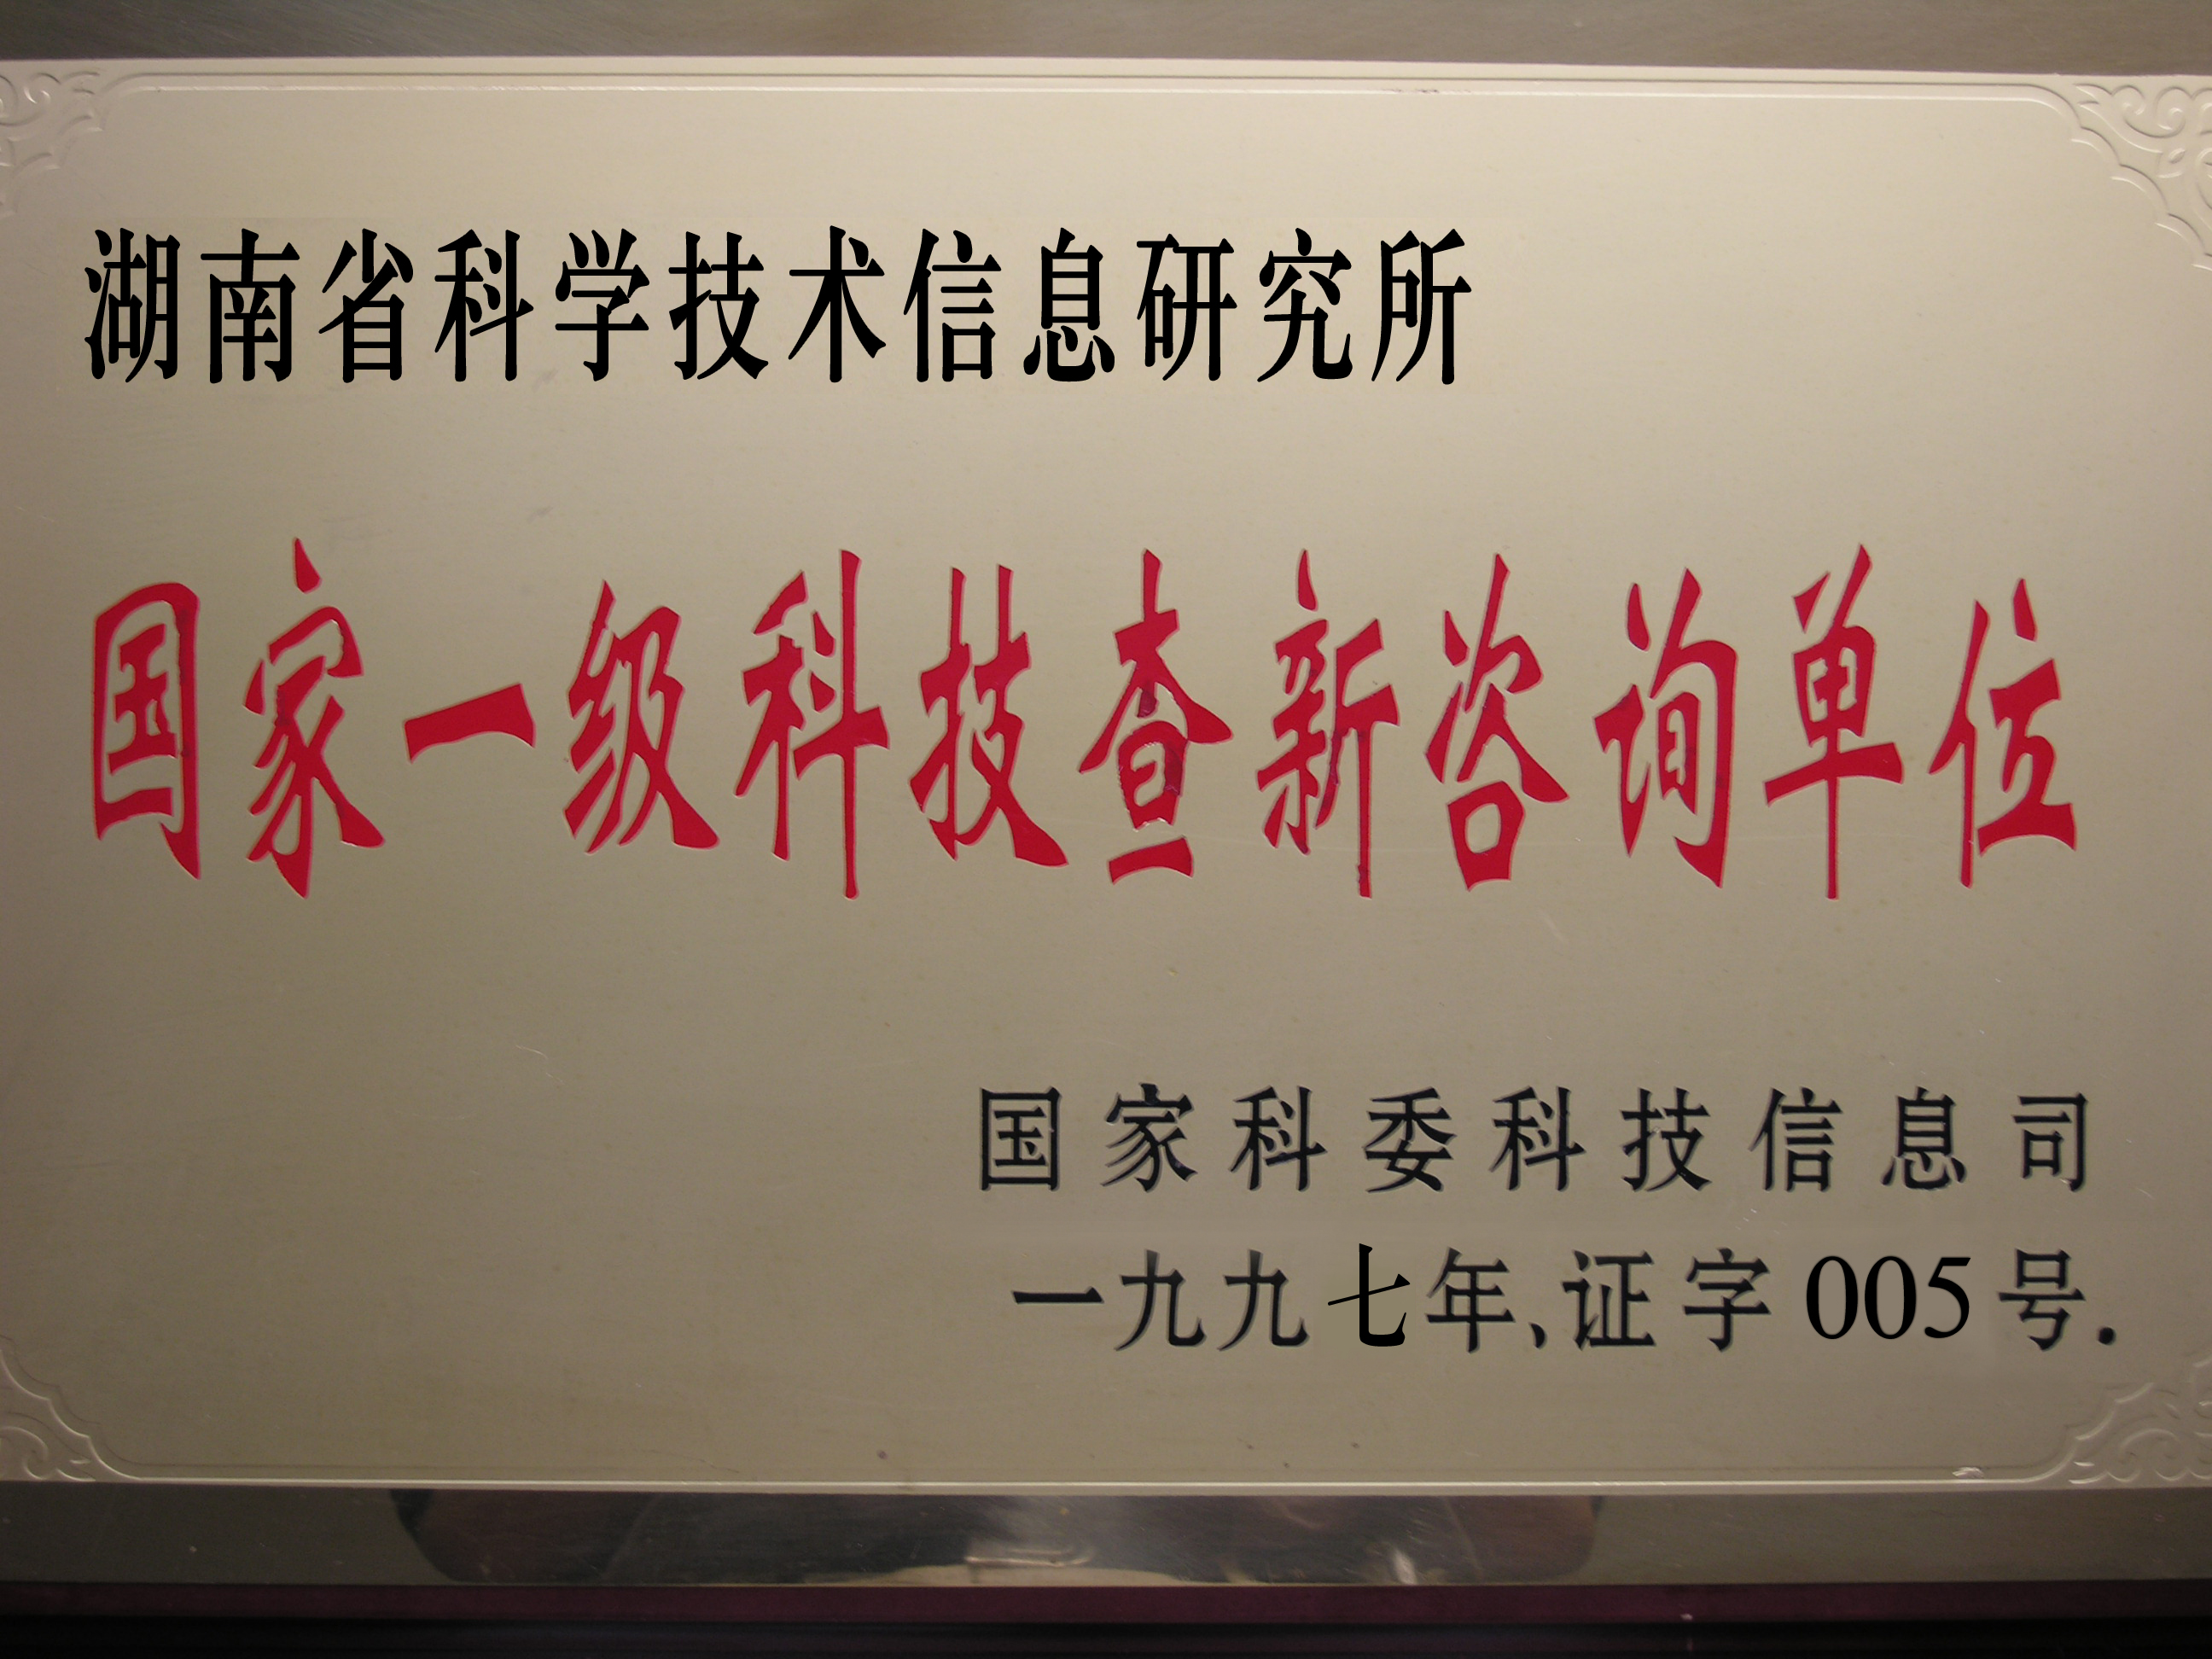 湖南省科学技术信息研究所
国家一级科技查新咨询单位
国家科委科技信息司
一九九七年、证字005号.